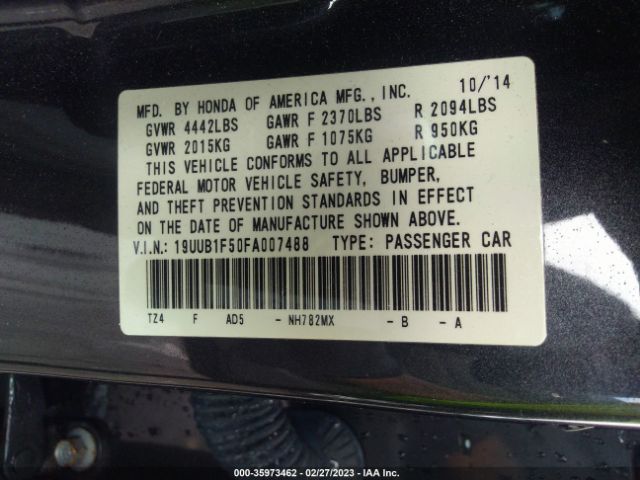 MFD. BY HONDA OF AMERICA MFG., INC. 10/'14
GVWR 4442LBS GAWR F 2370LBS R 2094LBS
GVWR 2015KG GAWR F 1075KG R 950KG
THIS VEHICLE CONFORMS TO ALL APPLICABLE
FEDERAL MOTOR VEHICLE SAFETY, BUMPER,
AND THEFT PREVENTION STANDARDS IN EFFECT
ON THE DATE OF MANUFACTURE SHOWN ABOVE.
V.I.N.: 19UUB1F50FA007488 TYPE: PASSENGER CAR
TZ4 F AD5 - NH782MX - B - A
000-35973462 - 02/27/2023 - IAA Inc.